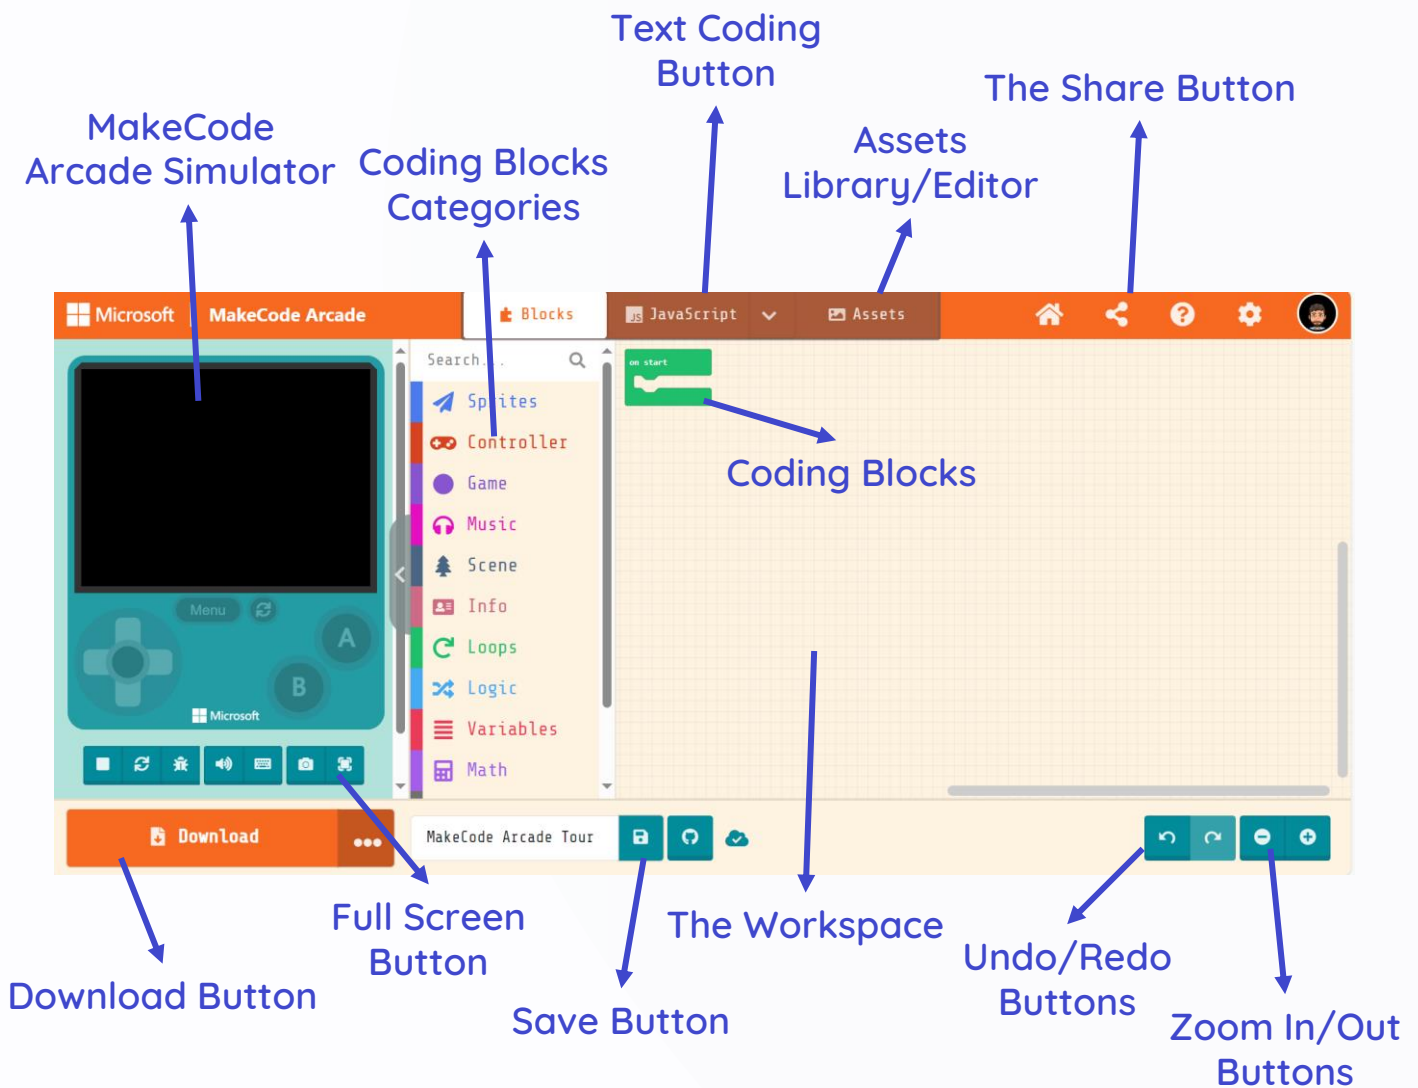 Text Coding
Button
The Share Button
MakeCode
Arcade Simulator
Coding Blocks
Categories
Assets
Library/Editor
Microsoft
MakeCode Arcade
Blocks
JS JavaScript
Assets
Search...
on start
Sprites
Controller
Game
Music
Scene
Info
Loops
Logic
Variables
Math
Coding Blocks
Menu
A
B
Microsoft
Download
MakeCode Arcade Tour
Full Screen
Button
The Workspace
Undo/Redo
Buttons
Download Button
Save Button
Zoom In/Out
Buttons